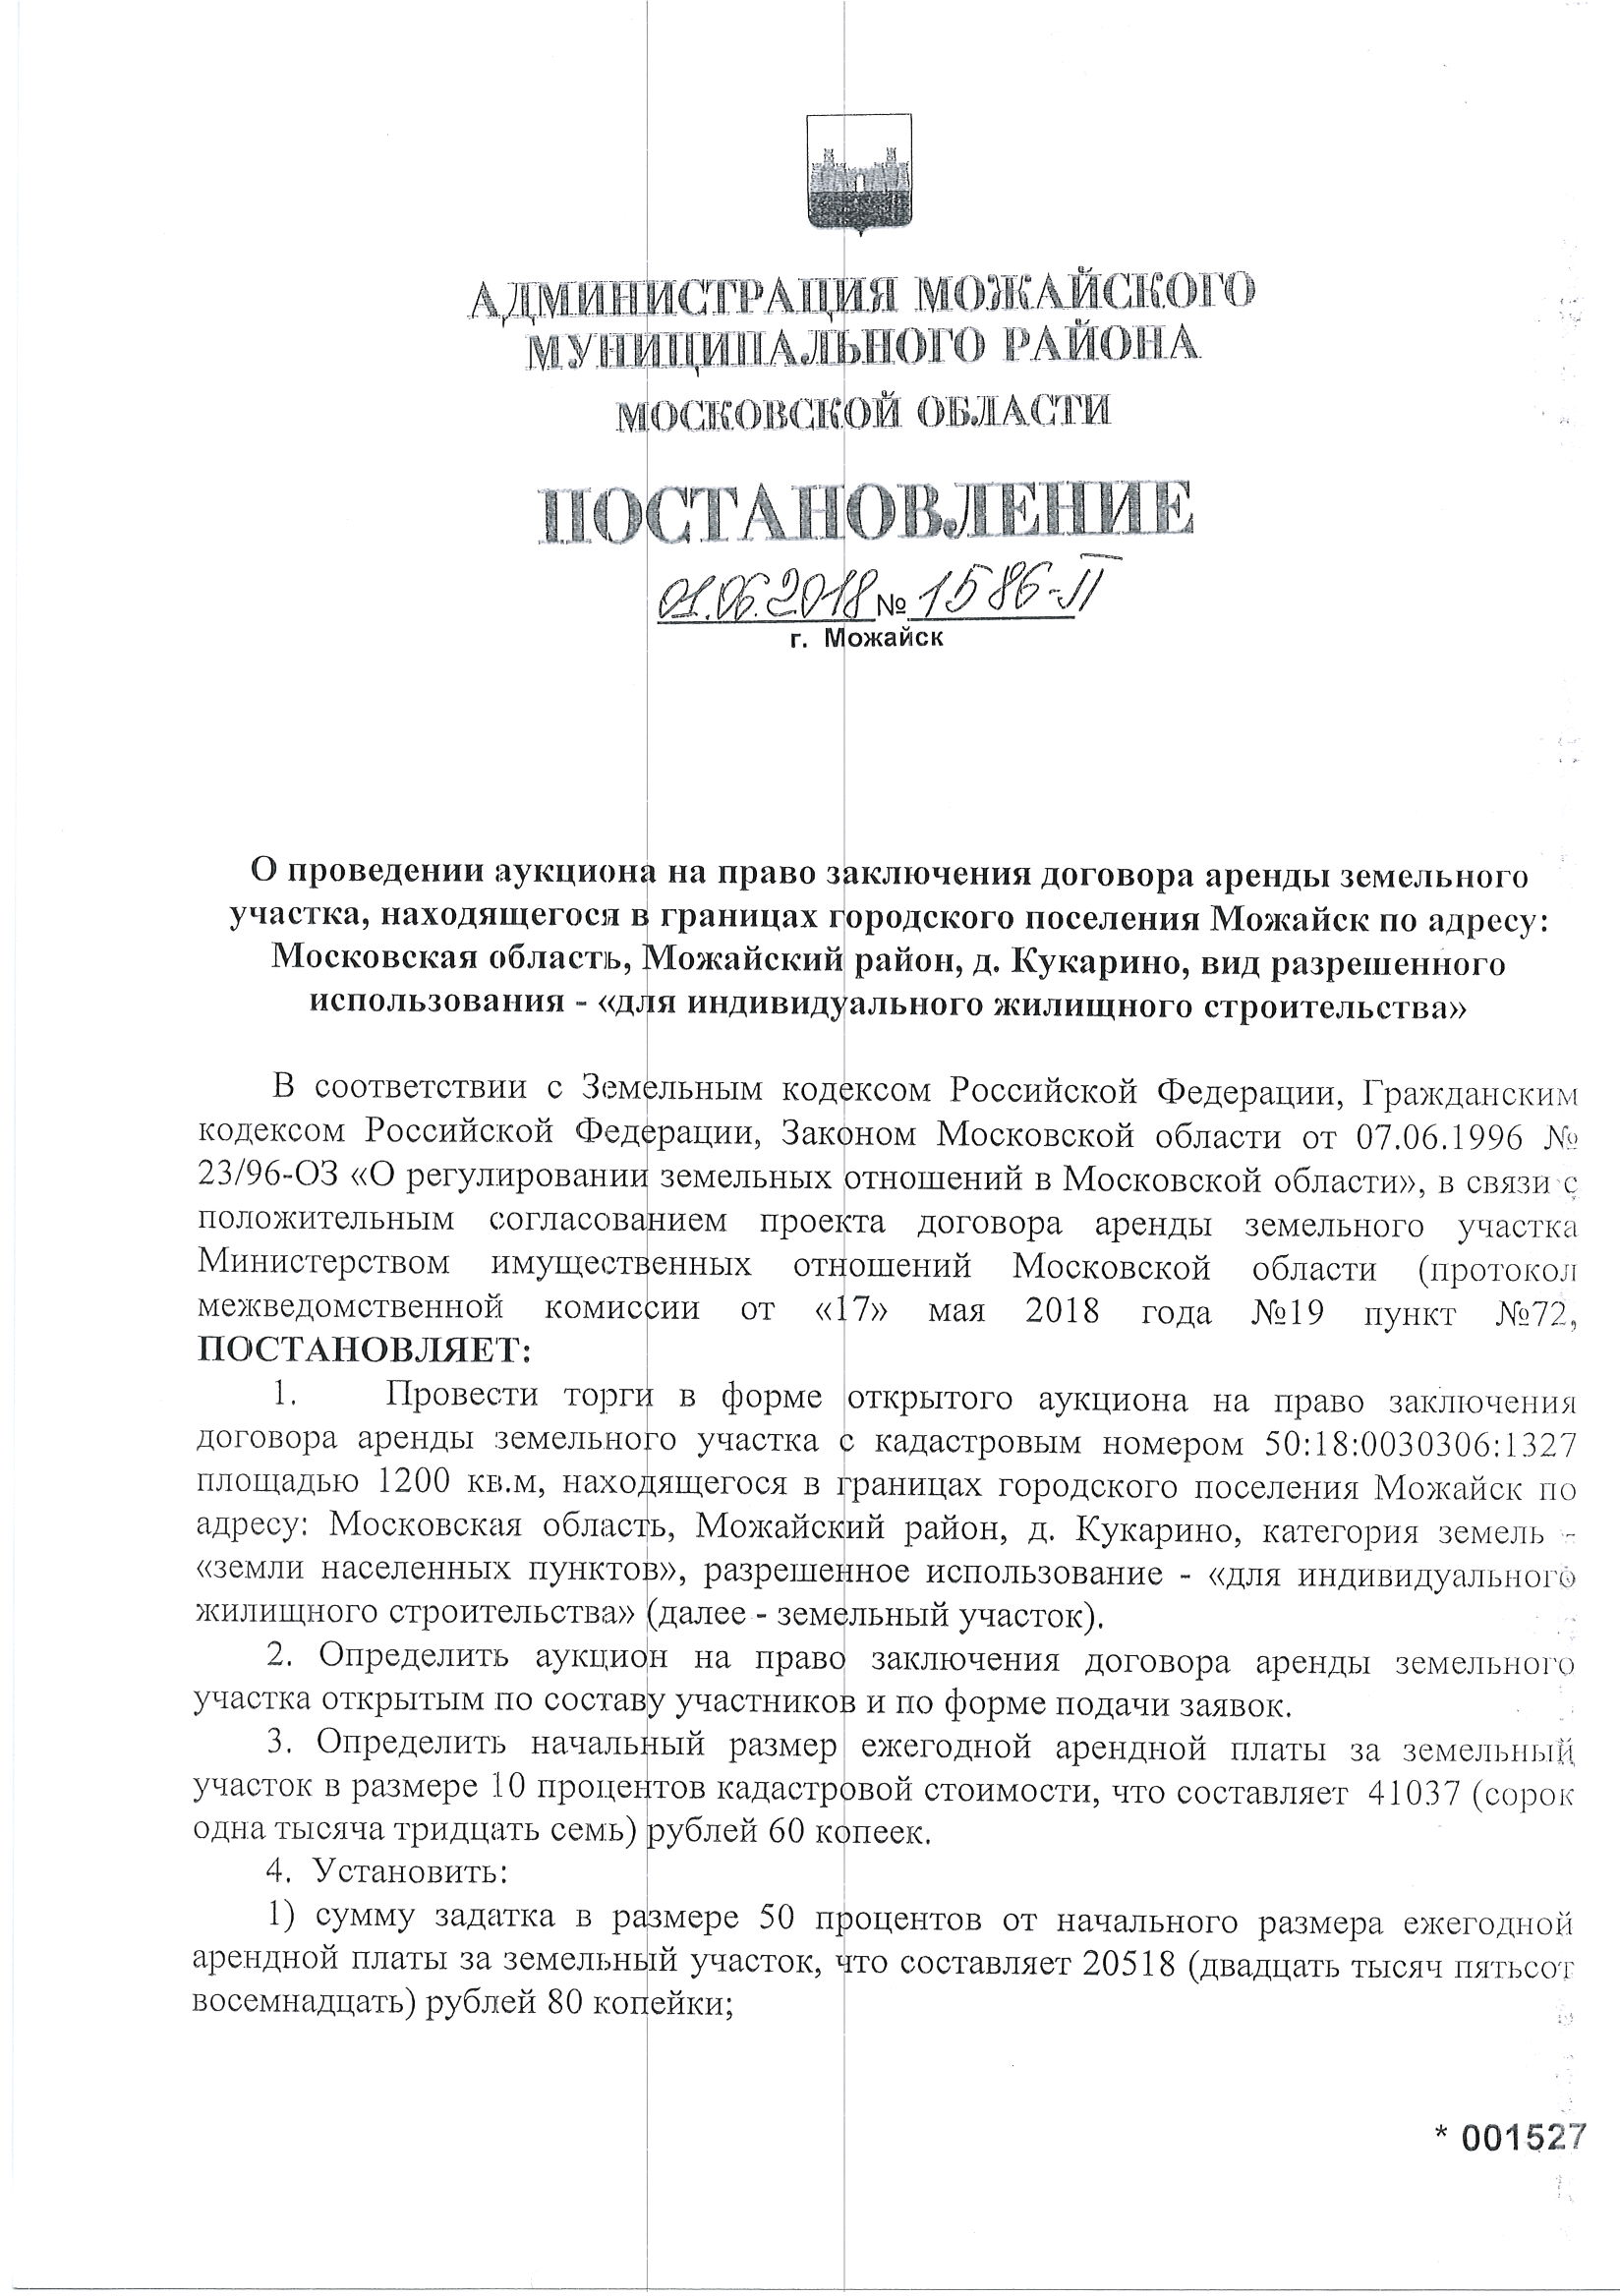 АДМИНИСТРАЦИЯ МОЖАЙСКОГО
МУНИЦИПАЛЬНОГО РАЙОНА
МОСКОВСКОЙ ОБЛАСТИ
ПОСТАНОВЛЕНИЕ
01.06.2018 № 1586-П
г. Можайск
О проведении аукциона на право заключения договора аренды земельного
участка, находящегося в границах городского поселения Можайск по адресу:
Московская область, Можайский район, д. Кукарино, вид разрешенного
использования - «для индивидуального жилищного строительства»
В соответствии с Земельным кодексом Российской Федерации, Гражданским
кодексом Российской Федерации, Законом Московской области от 07.06.1996 №
23/96-ОЗ «О регулировании земельных отношений в Московской области», в связи с
положительным согласованием проекта договора аренды земельного участка
Министерством имущественных отношений Московской области (протокол
межведомственной комиссии от «17» мая 2018 года №19 пункт №72,
ПОСТАНОВЛЯЕТ:
1. Провести торги в форме открытого аукциона на право заключения
договора аренды земельного участка с кадастровым номером 50:18:0030306:1327
площадью 1200 кв.м, находящегося в границах городского поселения Можайск по
адресу: Московская область, Можайский район, д. Кукарино, категория земель -
«земли населенных пунктов», разрешенное использование - «для индивидуального
жилищного строительства» (далее - земельный участок).
2. Определить аукцион на право заключения договора аренды земельного
участка открытым по составу участников и по форме подачи заявок.
3. Определить начальный размер ежегодной арендной платы за земельный
участок в размере 10 процентов кадастровой стоимости, что составляет 41037 (сорок
одна тысяча тридцать семь) рублей 60 копеек.
4. Установить:
1) сумму задатка в размере 50 процентов от начального размера ежегодной
арендной платы за земельный участок, что составляет 20518 (двадцать тысяч пятьсот
восемнадцать) рублей 80 копейки;
* 001527